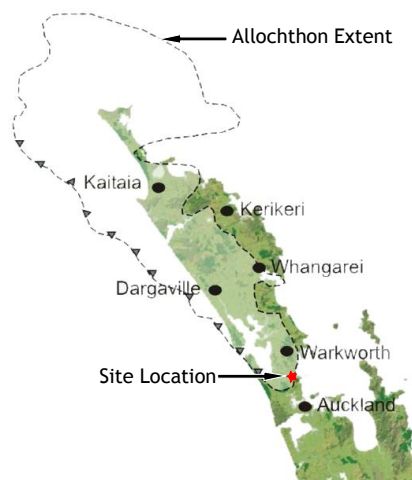 Allochthon Extent
Kaitaia
Kerikeri
Whangarei
Dargaville
Warkworth
Site Location
Auckland